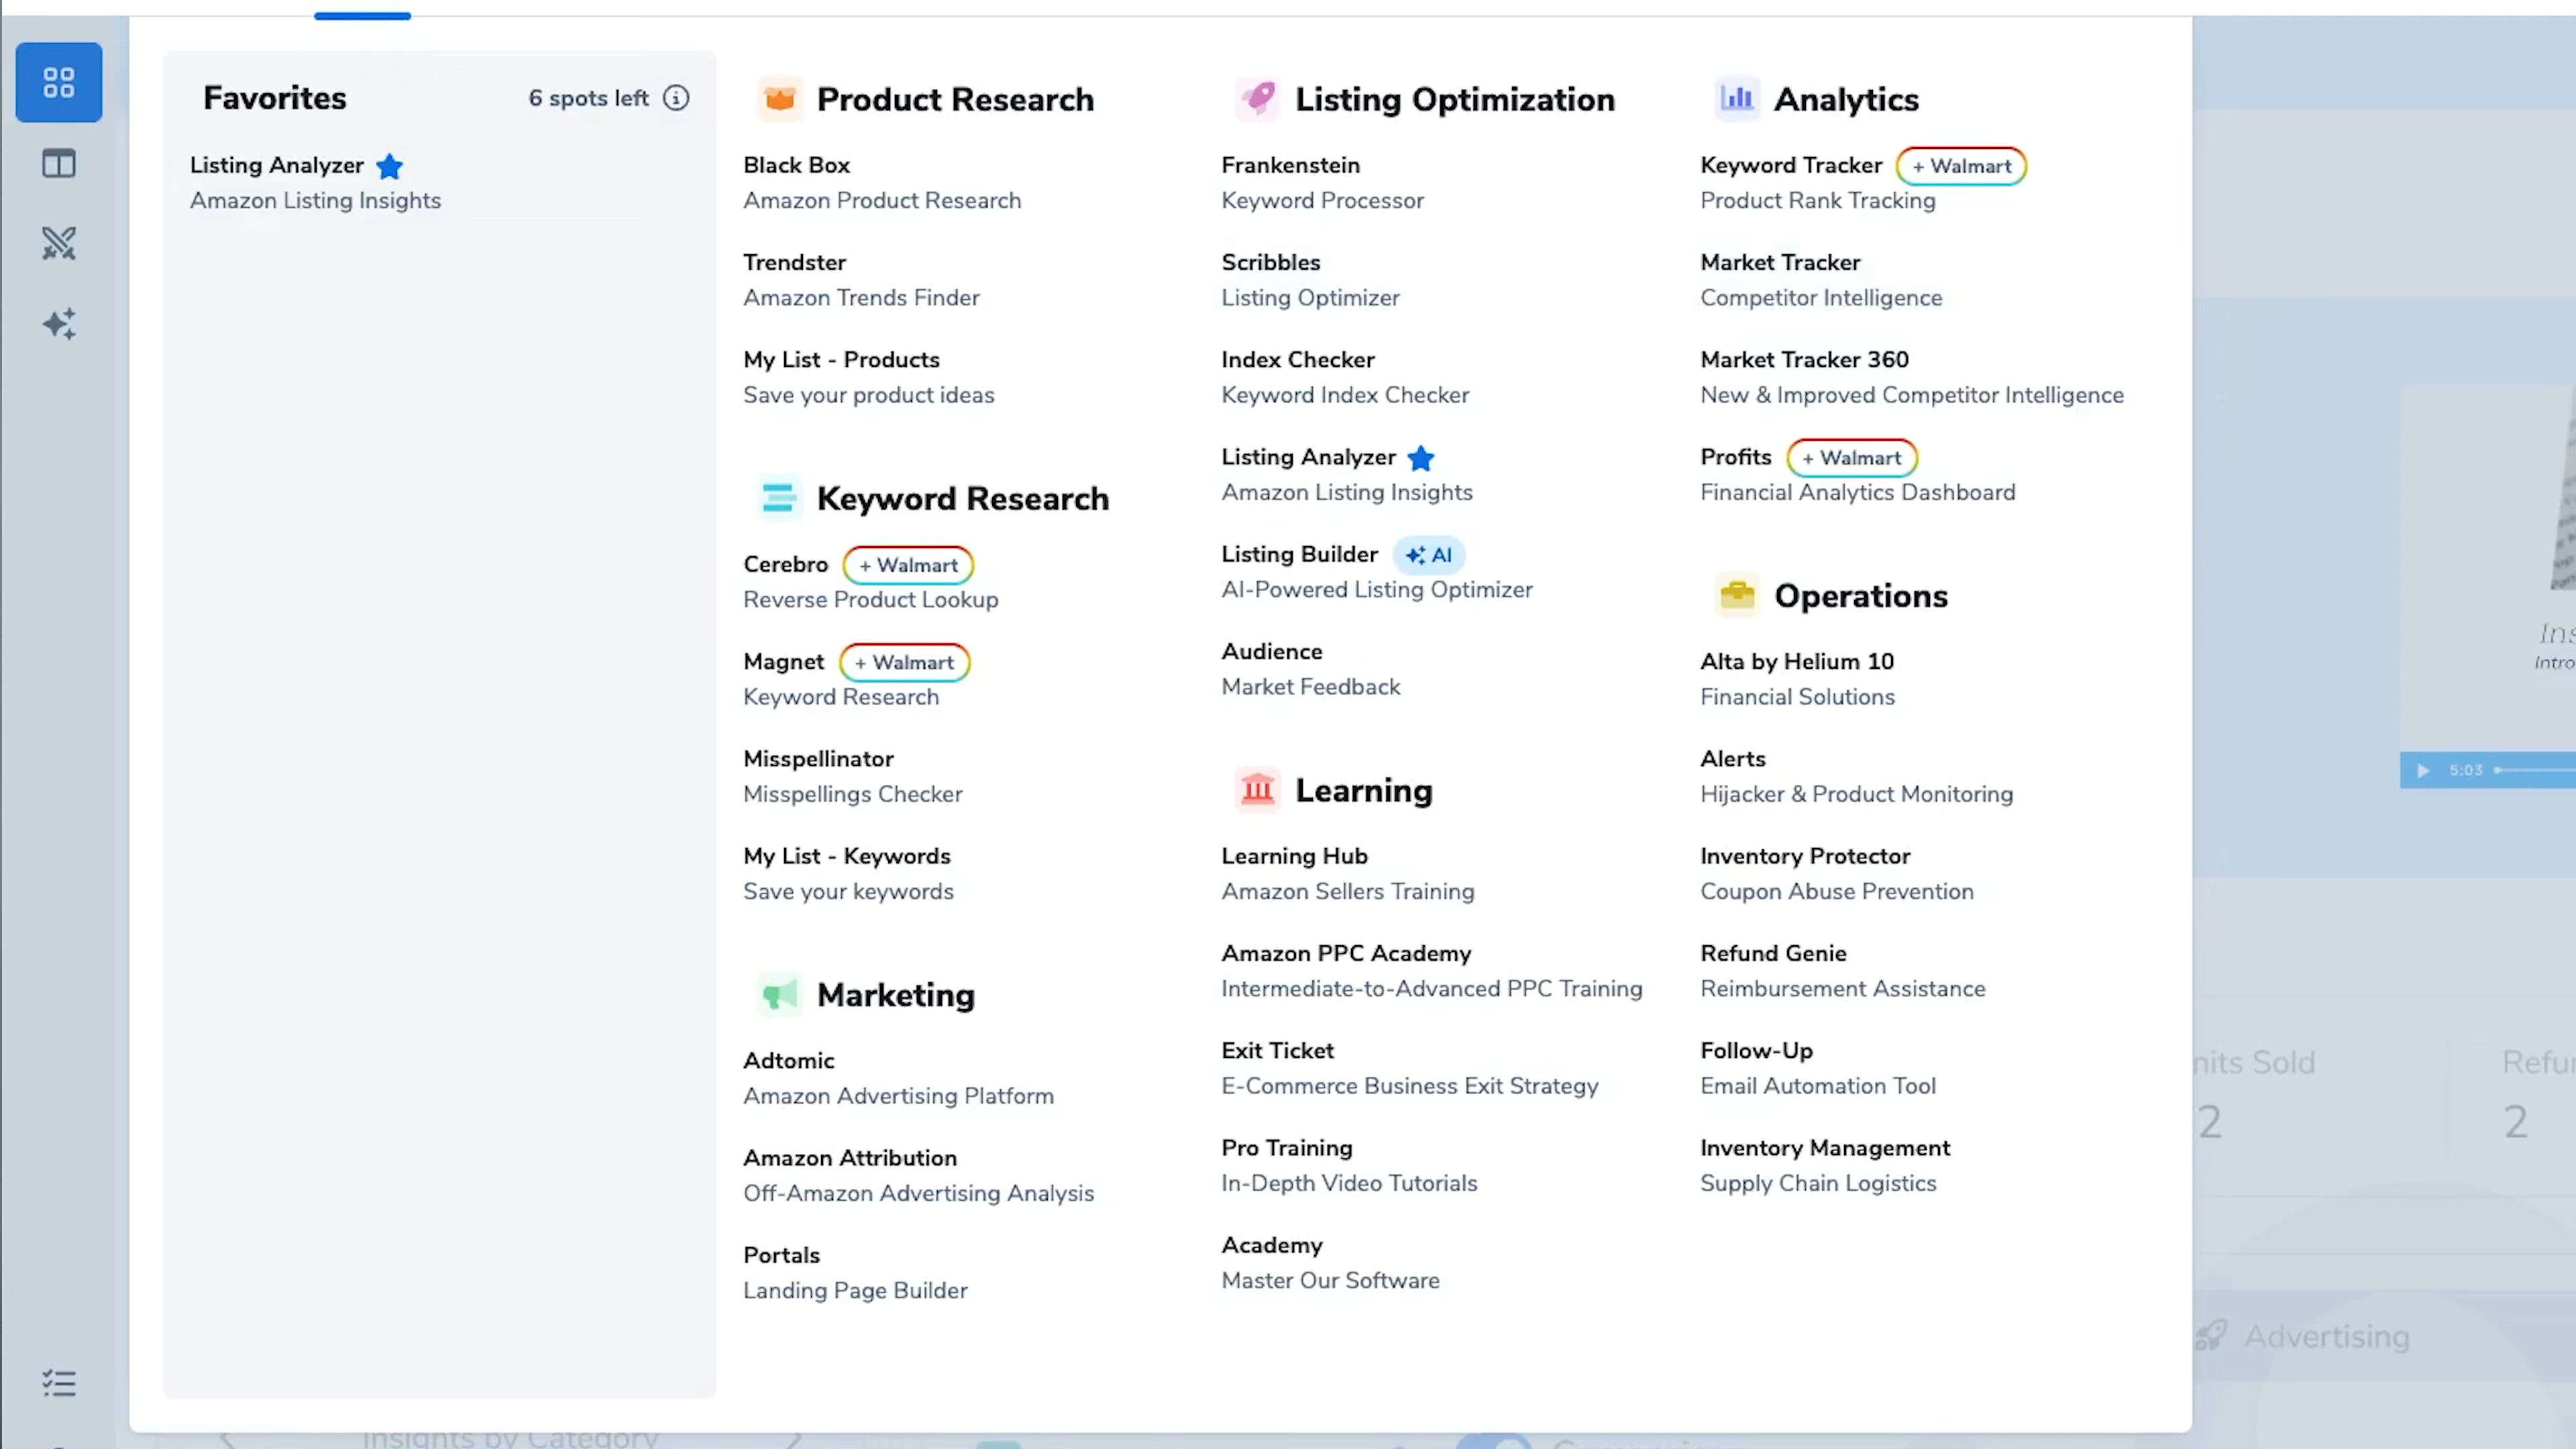 Favorites
6 spots left
Listing Analyzer
Amazon Listing Insights
Product Research
Black Box
Amazon Product Research
Trendster
Amazon Trends Finder
My List - Products
Save your product ideas
Keyword Research
Cerebro + Walmart
Reverse Product Lookup
Magnet + Walmart
Keyword Research
Misspellinator
Misspellings Checker
My List - Keywords
Save your keywords
Marketing
Adtomic
Amazon Advertising Platform
Amazon Attribution
Off-Amazon Advertising Analysis
Portals
Landing Page Builder
Listing Optimization
Frankenstein
Keyword Processor
Scribbles
Listing Optimizer
Index Checker
Keyword Index Checker
Listing Analyzer
Amazon Listing Insights
Listing Builder AI
AI-Powered Listing Optimizer
Audience
Market Feedback
Learning
Learning Hub
Amazon Sellers Training
Amazon PPC Academy
Intermediate-to-Advanced PPC Training
Exit Ticket
E-Commerce Business Exit Strategy
Pro Training
In-Depth Video Tutorials
Academy
Master Our Software
Analytics
Keyword Tracker + Walmart
Product Rank Tracking
Market Tracker
Competitor Intelligence
Market Tracker 360
New & Improved Competitor Intelligence
Profits + Walmart
Financial Analytics Dashboard
Operations
Alta by Helium 10
Financial Solutions
Alerts
Hijacker & Product Monitoring
Inventory Protector
Coupon Abuse Prevention
Refund Genie
Reimbursement Assistance
Follow-Up
Email Automation Tool
Inventory Management
Supply Chain Logistics
5:03
Sold
2
2
Advertising
Insights by Category